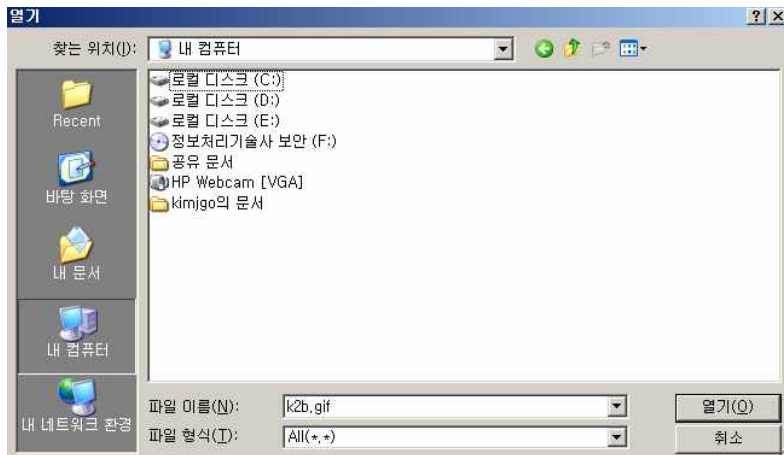 열기
찾는 위치(I): 내 컴퓨터
Recent
바탕 화면
내 문서
내 컴퓨터
내 네트워크 환경
로컬 디스크 (C:)
로컬 디스크 (D:)
로컬 디스크 (E:)
정보처리기술사 보안 (F:)
공유 문서
HP Webcam [VGA]
kimjgo의 문서
파일 이름(N): k2b.gif 열기(O)
파일 형식(T): All(*.*) 취소